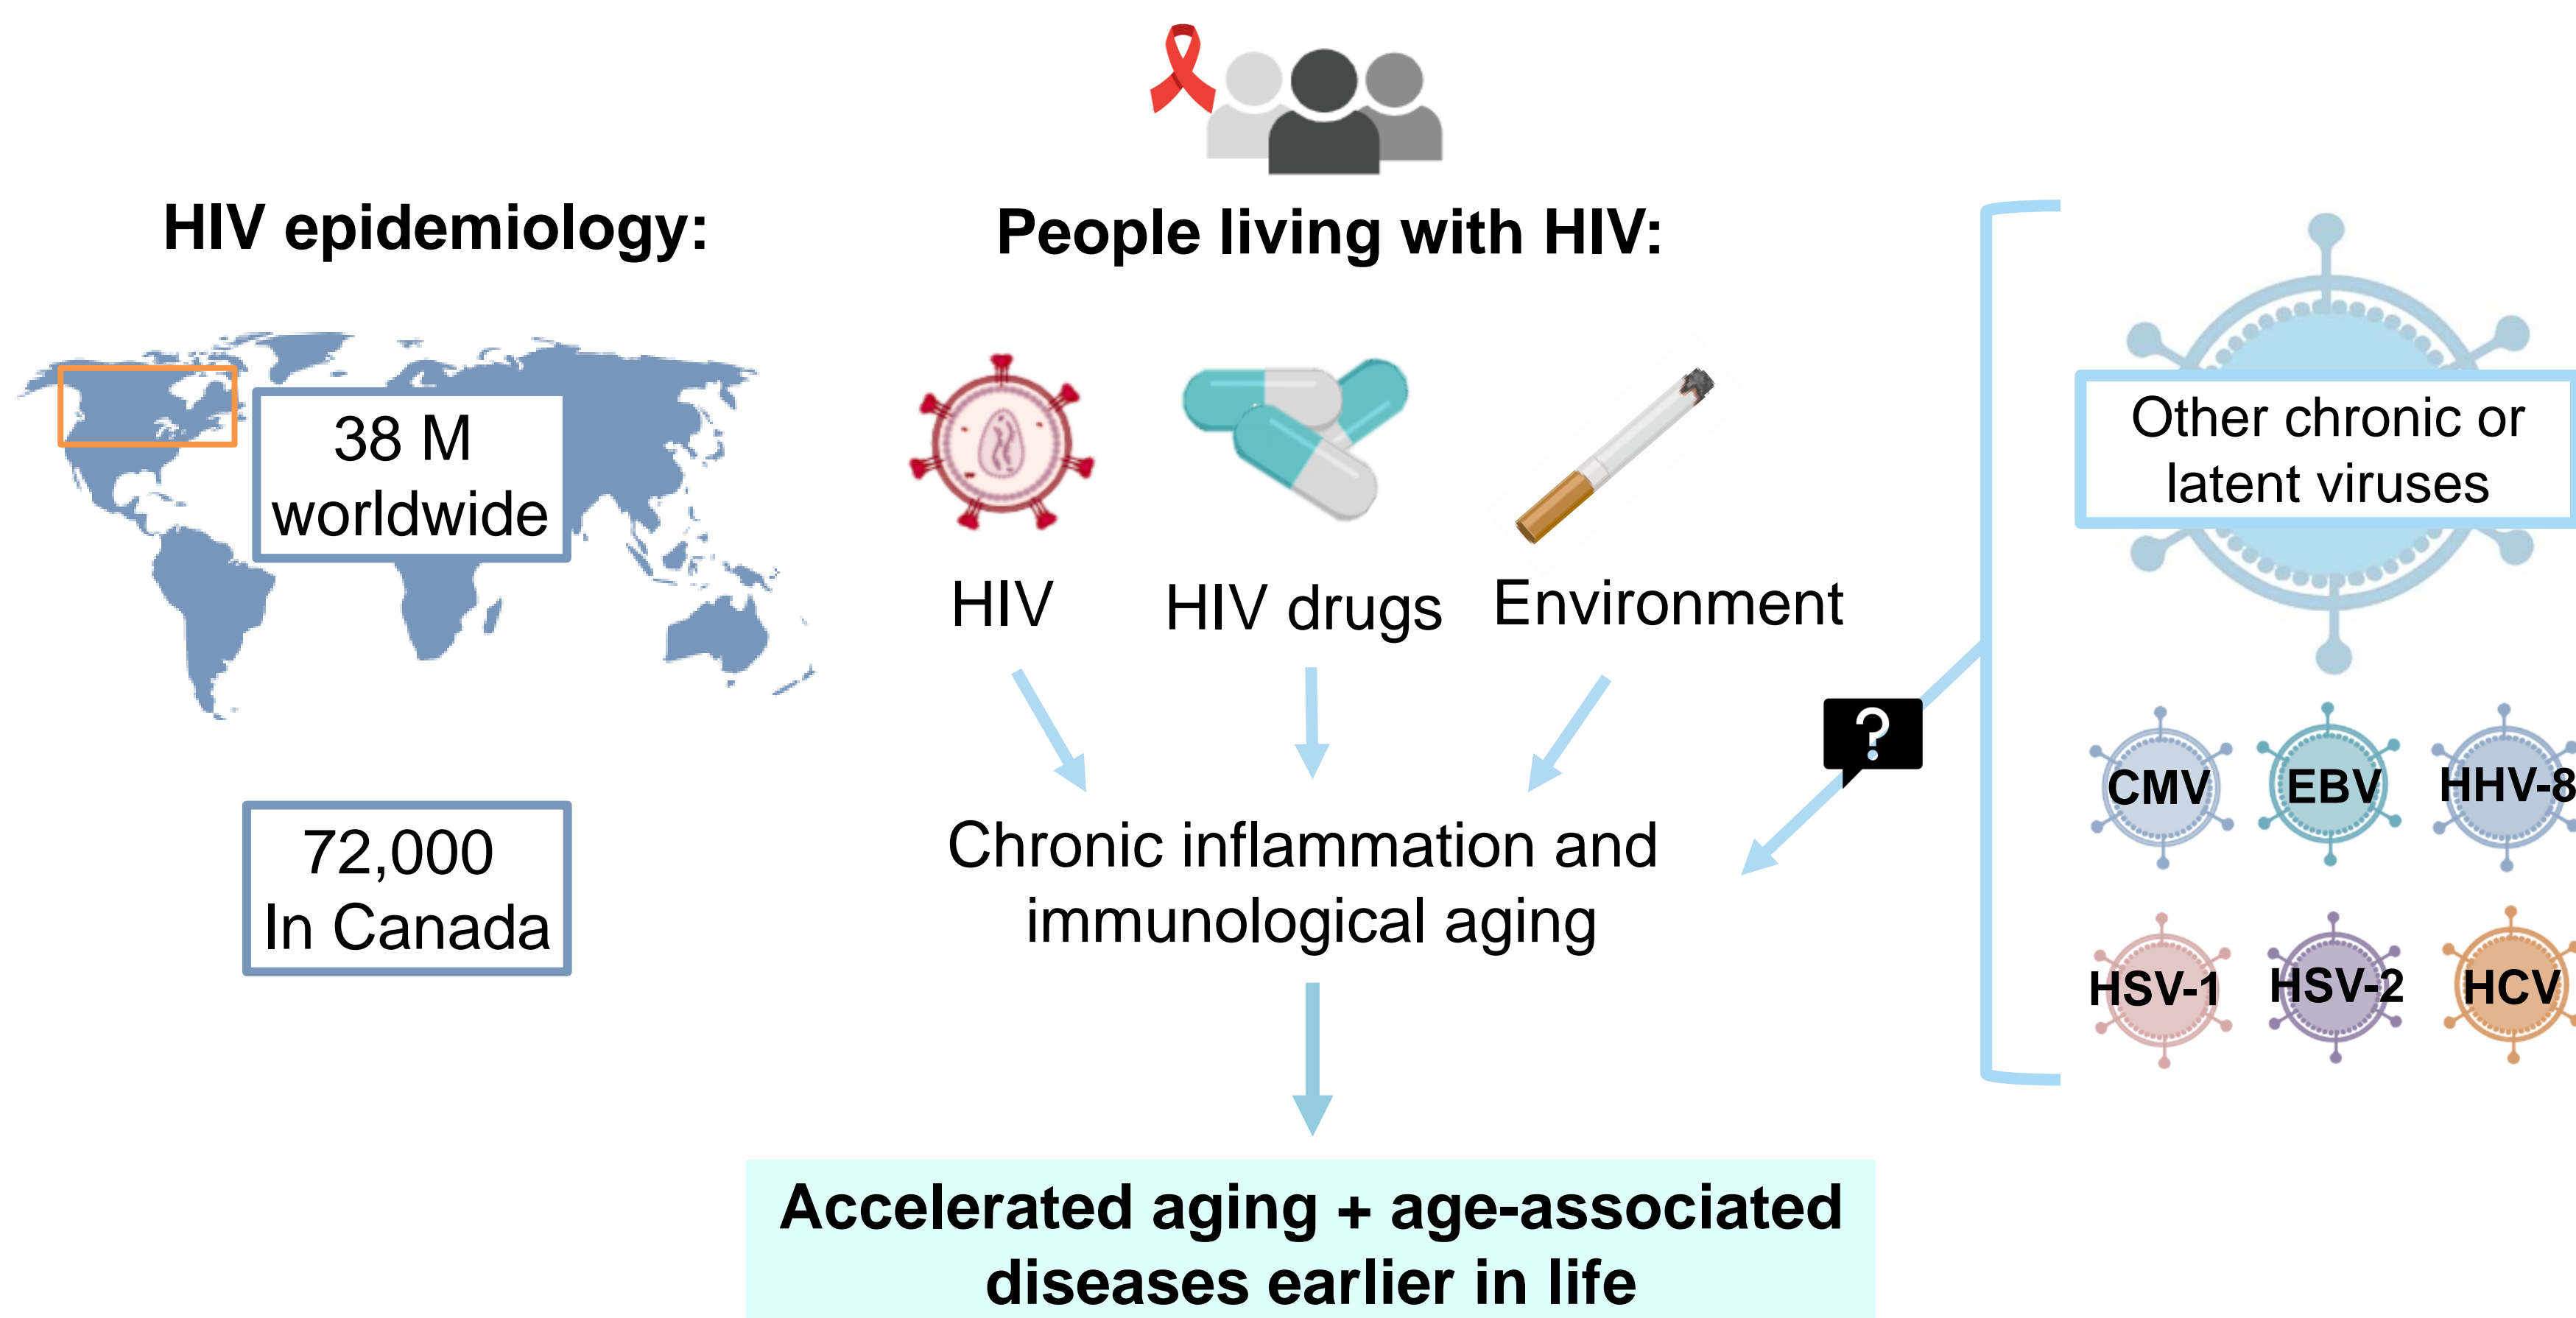 HIV epidemiology:
38 M
worldwide
72,000
In Canada
People living with HIV:
HIV
HIV drugs
Environment
?
Chronic inflammation and
immunological aging
Accelerated aging + age-associated
diseases earlier in life
Other chronic or
latent viruses
CMV
EBV
HHV-8
HSV-1
HSV-2
HCV